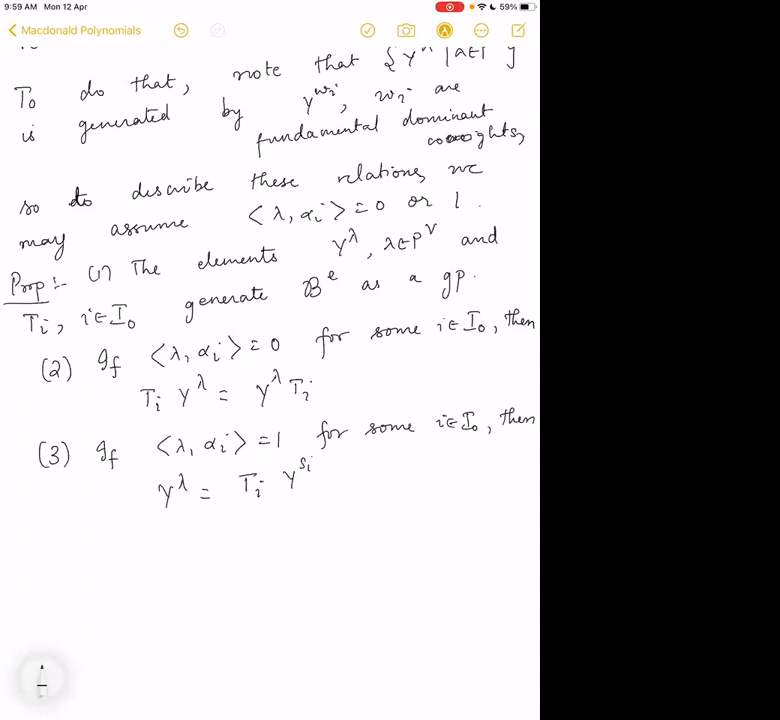 9:59 AM Mon 12 Apr 59%
Macdonald Polynomials
To do that, note that { Y
is generated by Y^{ω_i}, ω_i are
fundamental dominant
so to describe these relations, we
may assume <λ, α_i> = 0 or 1.
Prop:- (1) The elements Y^λ, λ∈P^∨ and
T_i, i∈I_0 generate B^e as a gp.
(2) If <λ, α_i> = 0 for some i∈I_0, then
T_i Y^λ = Y^λ T_i
(3) If <λ, α_i> = 1 for some i∈I_0, then
Y^λ = T_i Y^{s_i